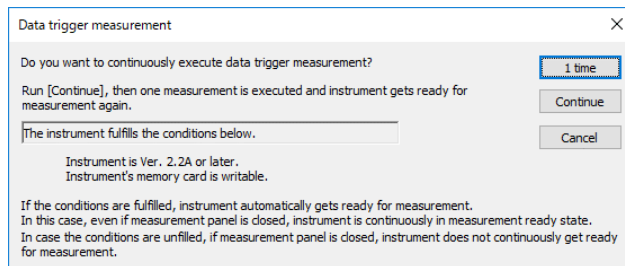 Data trigger measurement
Do you want to continuously execute data trigger measurement?
1 time
Run [Continue], then one measurement is executed and instrument gets ready for
measurement again.
Continue
The instrument fulfills the conditions below.
Cancel
Instrument is Ver. 2.2A or later.
Instrument's memory card is writable.
If the conditions are fulfilled, instrument automatically gets ready for measurement.
In this case, even if measurement panel is closed, instrument is continuously in measurement ready state.
In case the conditions are unfilled, if measurement panel is closed, instrument does not continuously get ready
for measurement.